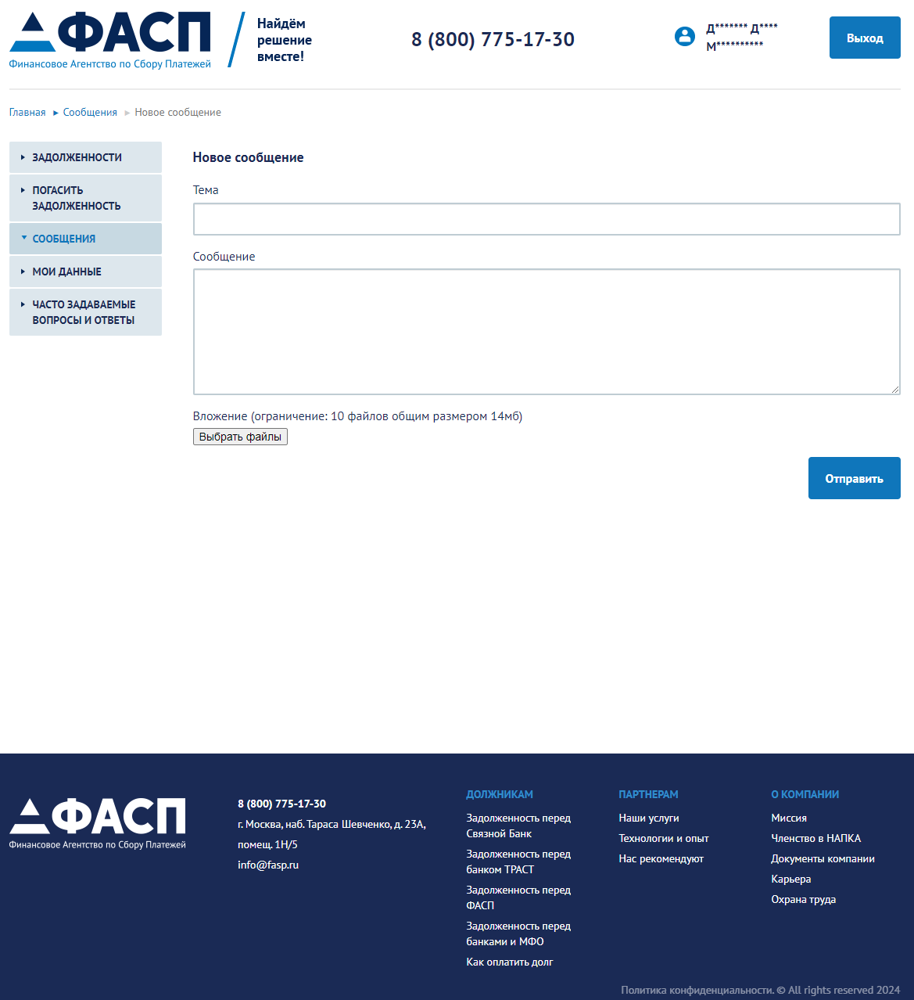 ФАСП
Финансовое Агентство по Сбору Платежей
Найдём
решение
вместе!
8 (800) 775-17-30
Д******* Д****
М**********
Выход
Главная
Сообщения
Новое сообщение
ЗАДОЛЖЕННОСТИ
ПОГАСИТЬ
ЗАДОЛЖЕННОСТЬ
СООБЩЕНИЯ
МОИ ДАННЫЕ
ЧАСТО ЗАДАВАЕМЫЕ
ВОПРОСЫ И ОТВЕТЫ
Новое сообщение
Тема
Сообщение
Вложение (ограничение: 10 файлов общим размером 14мб)
Выбрать файлы
Отправить
ФАСП
Финансовое Агентство по Сбору Платежей
8 (800) 775-17-30
г. Москва, наб. Тараса Шевченко, д. 23А,
помещ. 1Н/5
info@fasp.ru
ДОЛЖНИКАМ
Задолженность перед
Связной Банк
Задолженность перед
банком ТРАСТ
Задолженность перед
ФАСП
Задолженность перед
банками и МФО
Как оплатить долг
ПАРТНЕРАМ
Наши услуги
Технологии и опыт
Нас рекомендуют
О КОМПАНИИ
Миссия
Членство в НАПКА
Документы компании
Карьера
Охрана труда
Политика конфиденциальности. © All rights reserved 2024